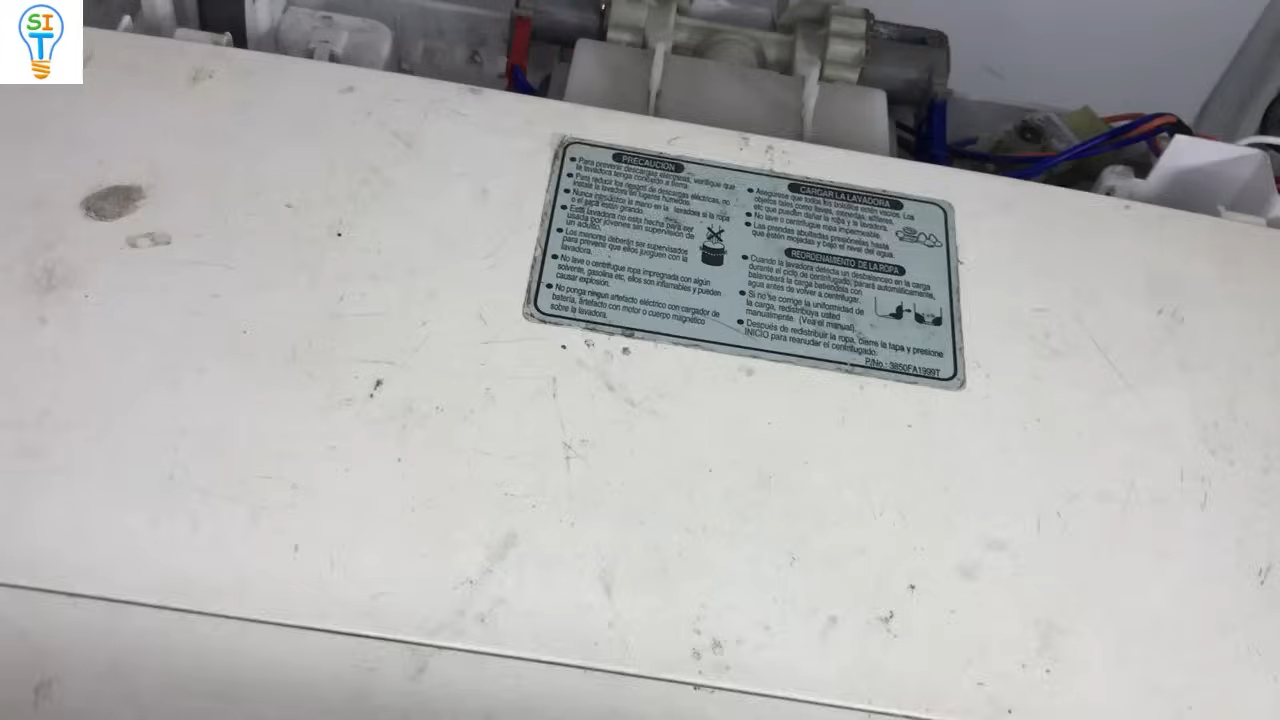 SIT
PRECAUCION
Para prevenir descargas eléctricas, verifique que
la lavadora tenga conexión a tierra.
Para reducir los riesgos de descargas eléctricas, no
instale la lavadora en lugares húmedos.
Nunca introduzca la mano en la lavadora si la ropa
o el gira están girando.
Esta lavadora no esta hecha para ser
usada por jóvenes sin supervisión de
un adulto.
Los menores deberán ser supervisados
para prevenir que ellos jueguen con la
lavadora.
No lave o centrifugue ropa impregnada con algún
solvente, gasolina etc, ellos son inflamables y pueden
causar explosión.
No ponga ningun artefacto eléctrico con cargador de
batería, artefacto con motor o cuerpo magnético
sobre la lavadora.
CARGAR LA LAVADORA
Asegúrese que todos los bolsillos estén vacíos. Los
objetos tales como clips, monedas, alfileres,
etc que pueden dañar la ropa y la lavadora.
No lave o centrifugue ropa impermeable.
Las prendas abultadas presiónelas hasta
que estén mojadas y bajo el nivel del agua.
REORDENAMIENTO DE LA ROPA
Cuando la lavadora detecta un desbalanceo en la carga
durante el ciclo de centrifugado, parará automáticamente,
balanceará la carga batiendola con
agua antes de volver a centrifugar.
Si no se corrige la uniformidad de
la carga, redistribuya usted
manualmente. (Vea el manual)
Después de redistribuir la ropa, cierre la tapa y presione
INICIO para reanudar el centrifugado.
P/No.: 3850FA1999T